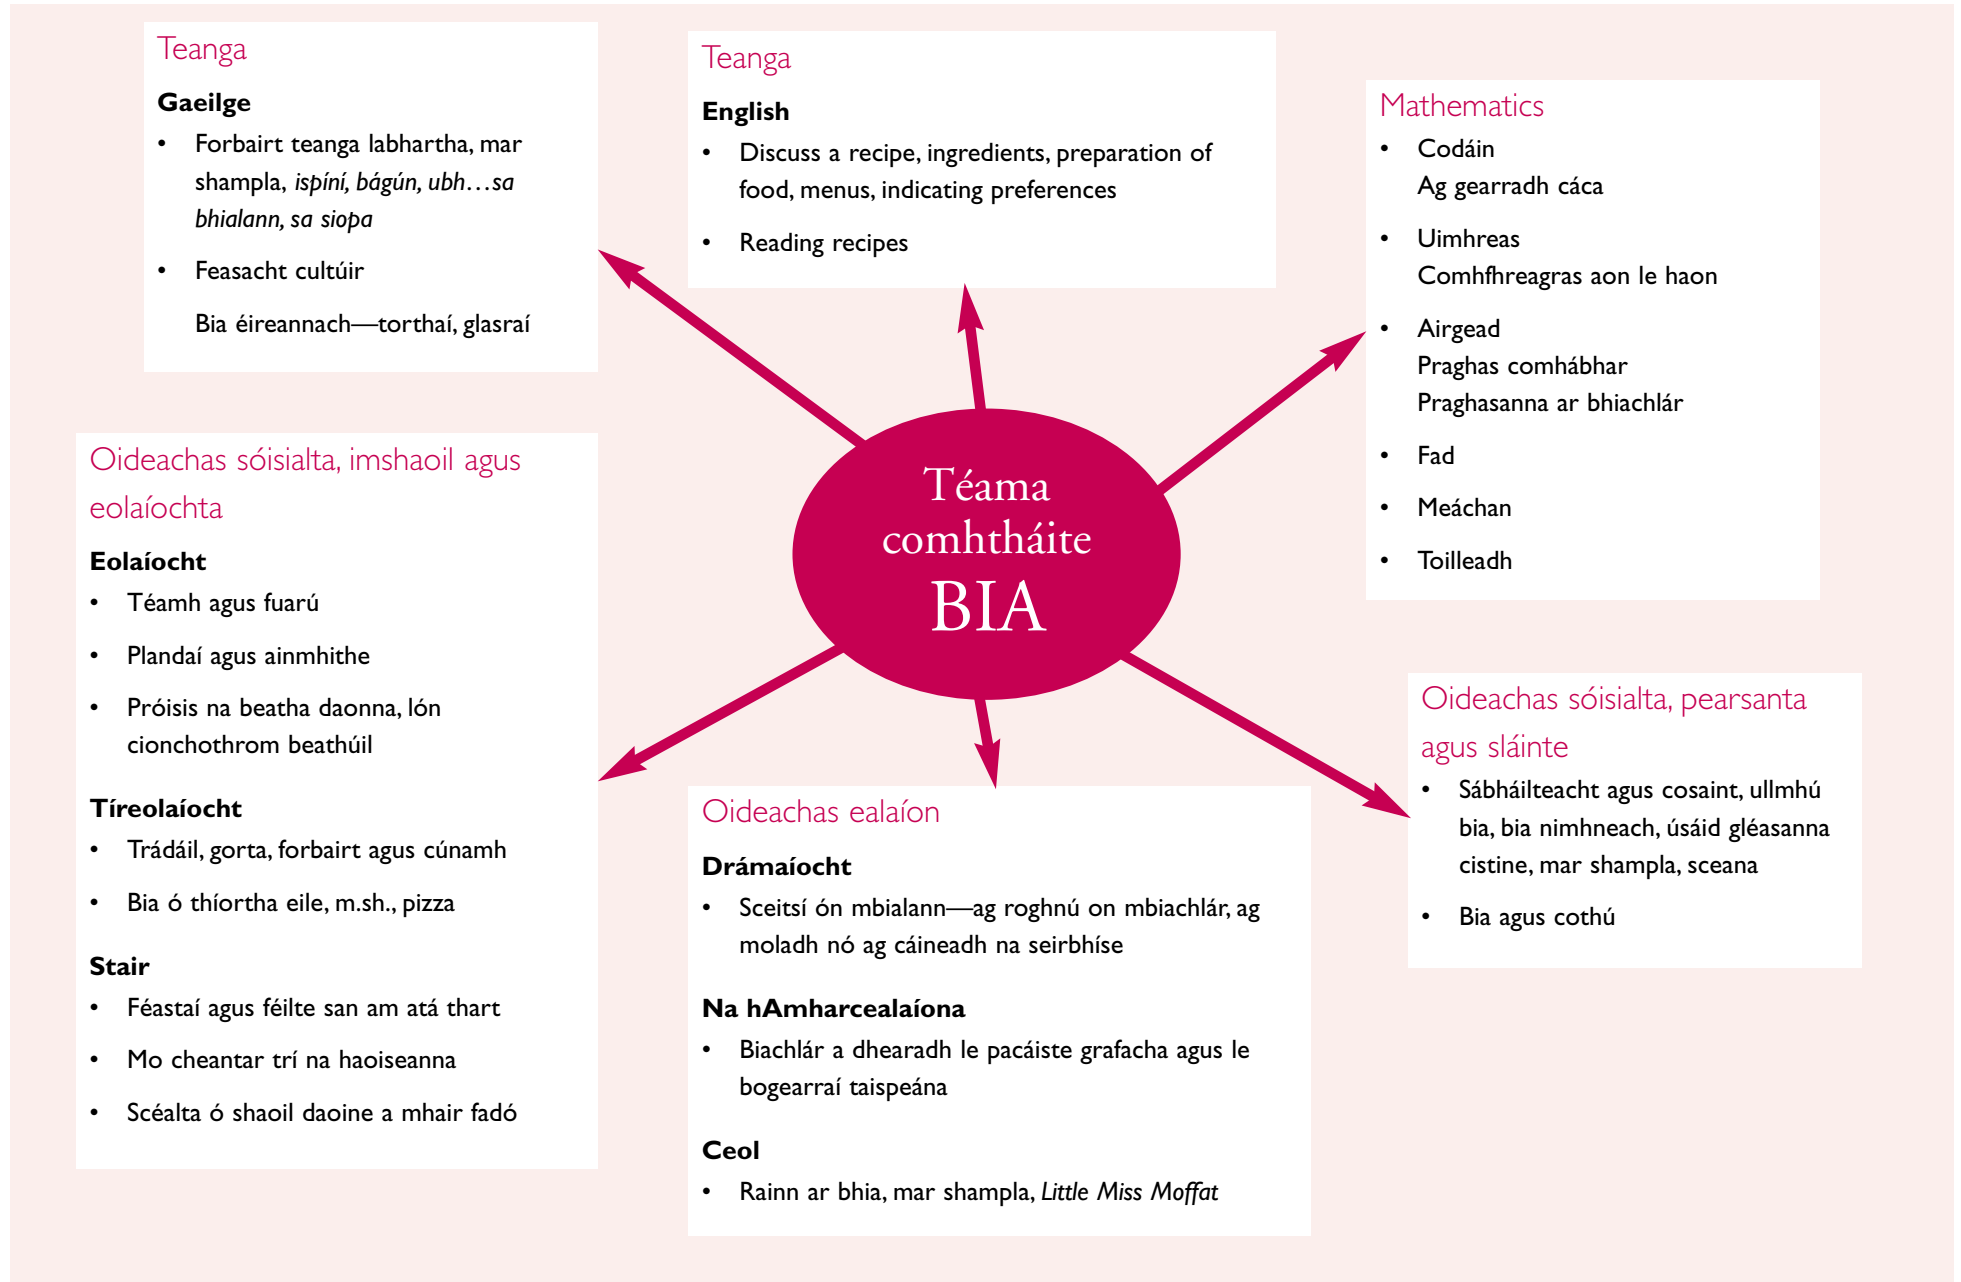 Teanga
Gaeilge
• Forbairt teanga labhartha, mar
shampla, ispíní, bágún, ubh…sa
bhialann, sa siopa
• Feasacht cultúir
Bia éireannach—torthaí, glasraí
Teanga
English
• Discuss a recipe, ingredients, preparation of
food, menus, indicating preferences
• Reading recipes
Mathematics
• Codáin
Ag gearradh cáca
• Uimhreas
Comhfhreagras aon le haon
• Airgead
Praghas comhábhar
Praghasanna ar bhiachlár
• Fad
• Meáchan
• Toilleadh
Téama
comhtháite
BIA
Oideachas sóisialta, imshaoil agus
eolaíochta
Eolaíocht
• Téamh agus fuarú
• Plandaí agus ainmhithe
• Próisis na beatha daonna, lón
cionchothrom beathúil
Tíreolaíocht
• Trádáil, gorta, forbairt agus cúnamh
• Bia ó thíortha eile, m.sh., pizza
Stair
• Féastaí agus féilte san am atá thart
• Mo cheantar trí na haoiseanna
• Scéalta ó shaoil daoine a mhair fadó
Oideachas ealaíon
Drámaíocht
• Sceitsí ón mbialann—ag roghnú on mbiachlár, ag
moladh nó ag cáineadh na seirbhíse
Na hAmharcealaíona
• Biachlár a dhearadh le pacáiste grafacha agus le
bogearraí taispeána
Ceol
• Rainn ar bhia, mar shampla, Little Miss Moffat
Oideachas sóisialta, pearsanta
agus sláinte
• Sábháilteacht agus cosaint, ullmhú
bia, bia nimhneach, úsáid gléasanna
cistine, mar shampla, sceana
• Bia agus cothú